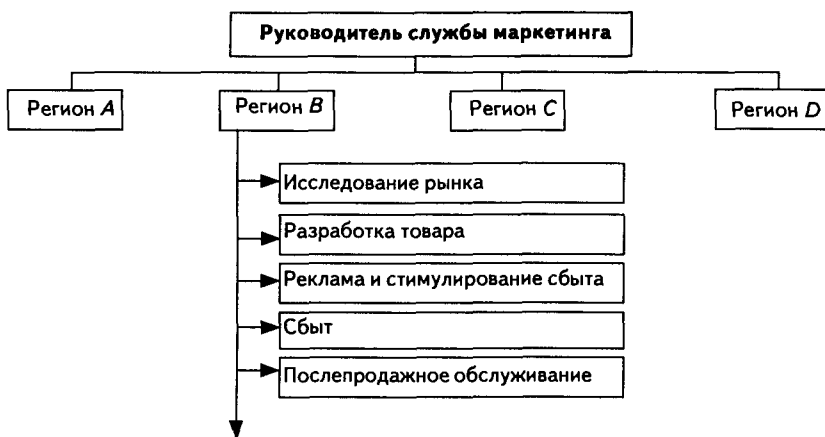 Руководитель службы маркетинга
Регион A
Регион B
Регион C
Регион D
Исследование рынка
Разработка товара
Реклама и стимулирование сбыта
Сбыт
Послепродажное обслуживание